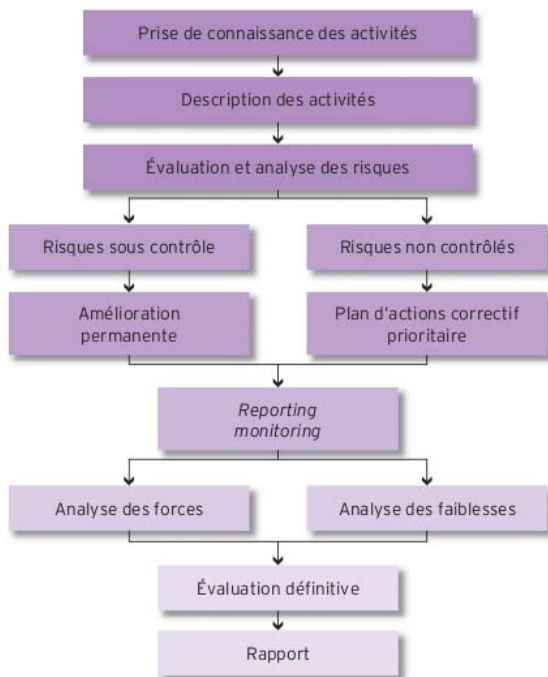 Prise de connaissance des activités
Description des activités
Évaluation et analyse des risques
Risques sous contrôle
Risques non contrôlés
Amélioration
permanente
Plan d'actions correctif
prioritaire
Reporting
monitoring
Analyse des forces
Analyse des faiblesses
Évaluation définitive
Rapport